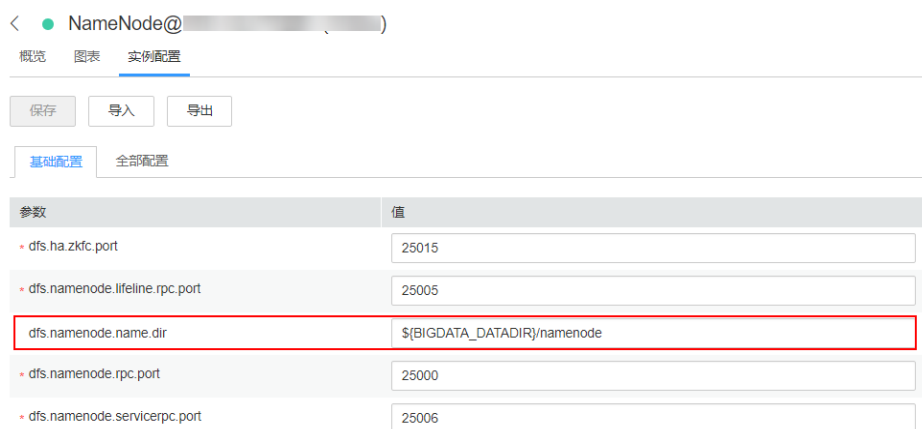 NameNode@
概览 图表 实例配置
保存 导入 导出
基础配置 全部配置
参数 值
* dfs.ha.zkfc.port 25015
* dfs.namenode.lifeline.rpc.port 25005
dfs.namenode.name.dir ${BIGDATA_DATADIR}/namenode
* dfs.namenode.rpc.port 25000
* dfs.namenode.servicerpc.port 25006